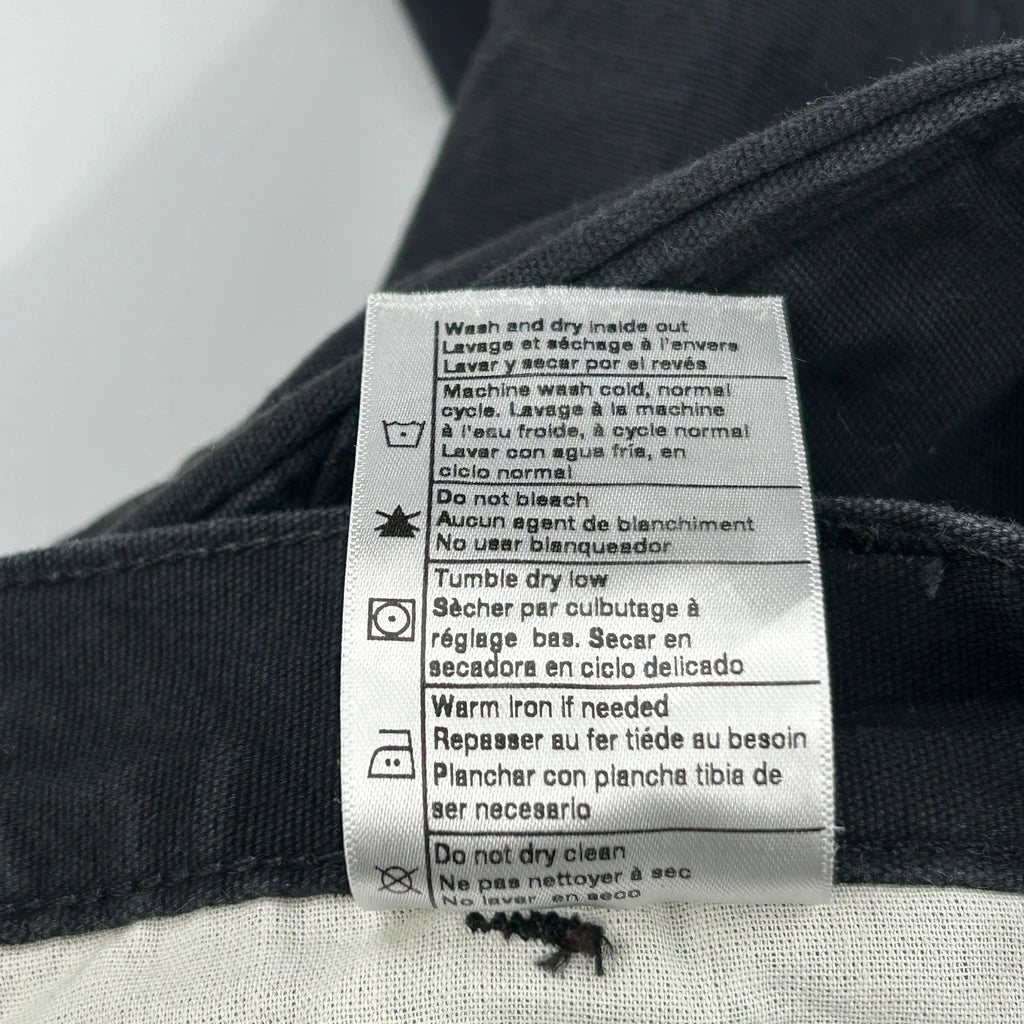 Wash and dry inside out
Lavage et séchage à l'envers
Lavar y secar por el revés
Machine wash cold, normal
cycle. Lavage à la machine
à l'eau froide, à cycle normal
Lavar con agua fria, en
ciclo normal
Do not bleach
Aucun agent de blanchiment
No usar blanqueador
Tumble dry low
Sècher par culbutage à
réglage bas. Secar en
secadora en ciclo delicado
Warm iron if needed
Repasser au fer tiéde au besoin
Planchar con plancha tibia de
ser necesario
Do not dry clean
Ne pas nettoyer à sec
No lavar en seco